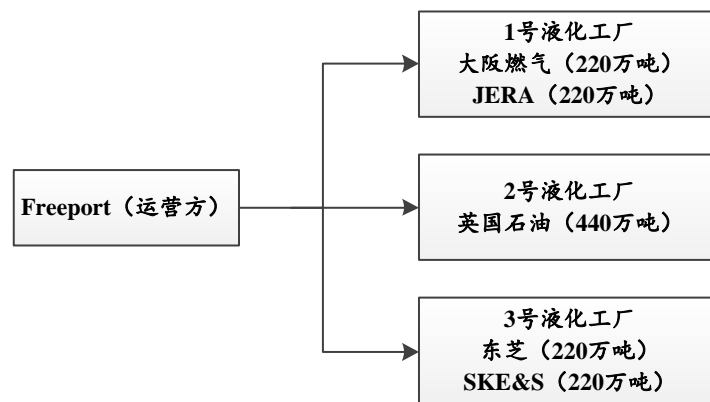 1号液化工厂
大阪燃气（220万吨）
JERA（220万吨）
Freeport（运营方）
2号液化工厂
英国石油（440万吨）
3号液化工厂
东芝（220万吨）
SKE&S（220万吨）